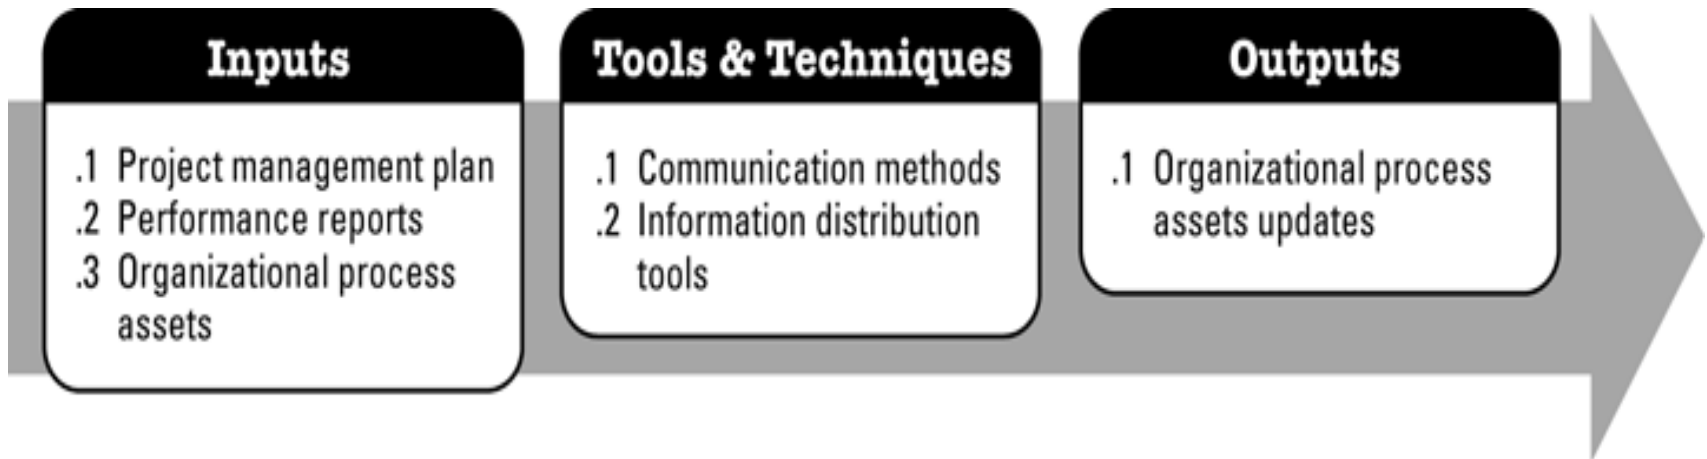 Inputs
.1 Project management plan
.2 Performance reports
.3 Organizational process
assets
Tools & Techniques
.1 Communication methods
.2 Information distribution
tools
Outputs
.1 Organizational process
assets updates